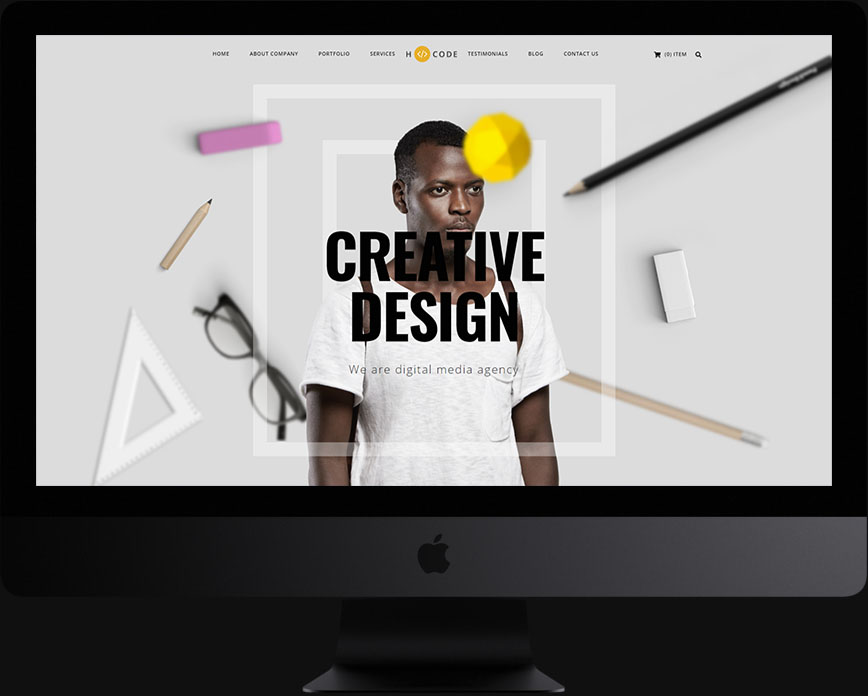 HOME ABOUT COMPANY PORTFOLIO SERVICES H </> CODE TESTIMONIALS BLOG CONTACT US (0) ITEM
CREATIVE
DESIGN
We are digital media agency